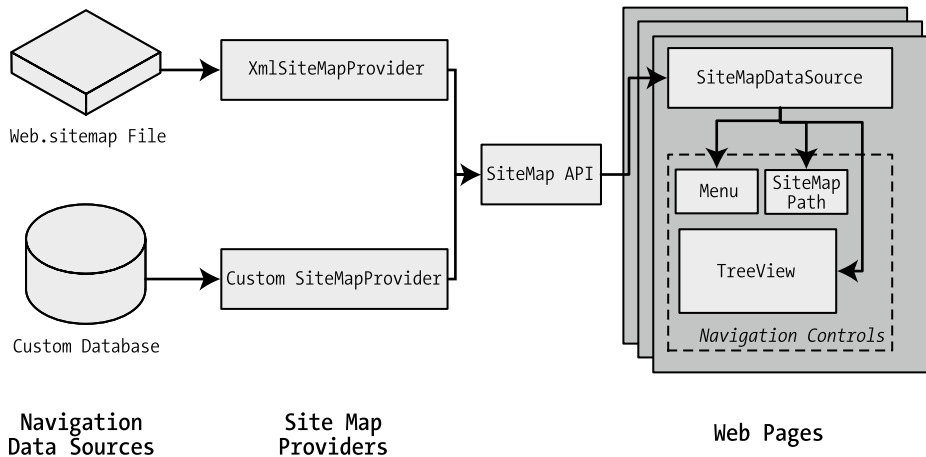 XmlSiteMapProvider
SiteMapDataSource
Web.sitemap File
SiteMap API
Menu
SiteMap
Path
Custom SiteMapProvider
TreeView
Navigation Controls
Custom Database
Navigation
Data Sources
Site Map
Providers
Web Pages